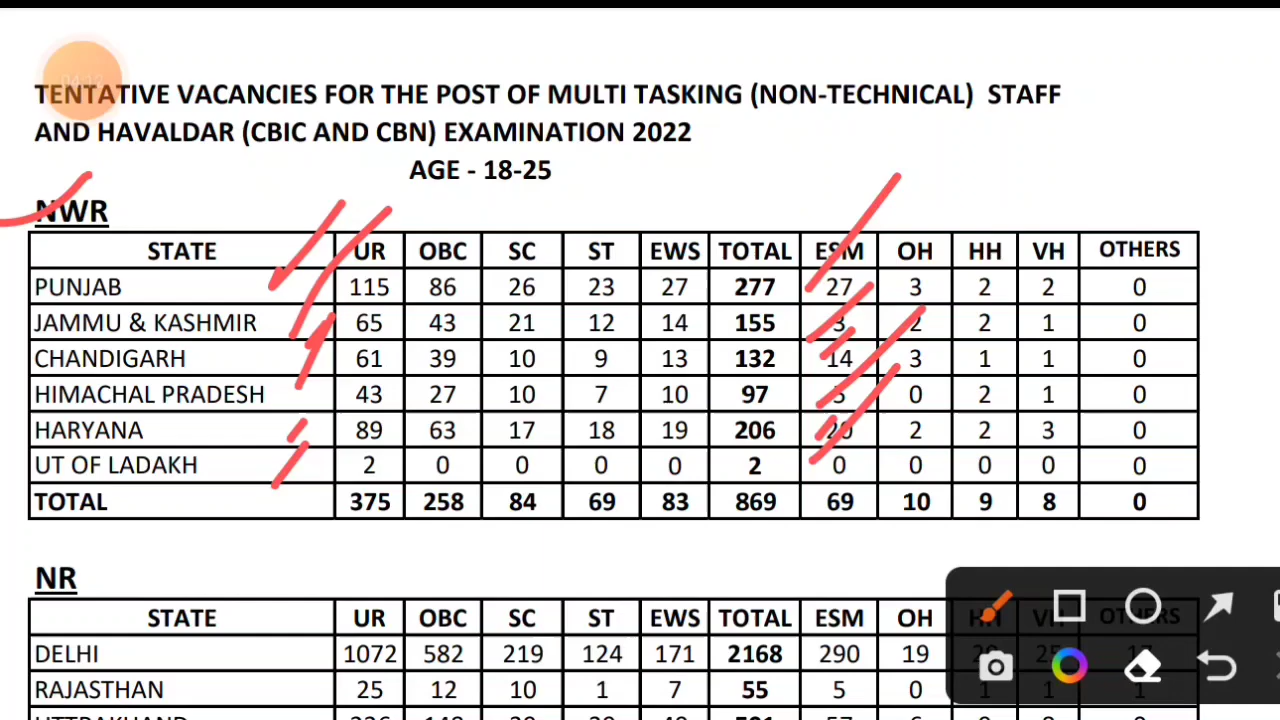 04:12
TENTATIVE VACANCIES FOR THE POST OF MULTI TASKING (NON-TECHNICAL) STAFF
AND HAVALDAR (CBIC AND CBN) EXAMINATION 2022
AGE - 18-25
NWR
STATE UR OBC SC ST EWS TOTAL ESM OH HH VH OTHERS
PUNJAB 115 86 26 23 27 277 27 3 2 2 0
JAMMU & KASHMIR 65 43 21 12 14 155 3 2 2 1 0
CHANDIGARH 61 39 10 9 13 132 14 3 1 1 0
HIMACHAL PRADESH 43 27 10 7 10 97 5 0 2 1 0
HARYANA 89 63 17 18 19 206 20 2 2 3 0
UT OF LADAKH 2 0 0 0 0 2 0 0 0 0 0
TOTAL 375 258 84 69 83 869 69 10 9 8 0
NR
STATE UR OBC SC ST EWS TOTAL ESM OH HH VH OTHERS
DELHI 1072 582 219 124 171 2168 290 19
RAJASTHAN 25 12 10 1 7 55 5 0 1 1 1